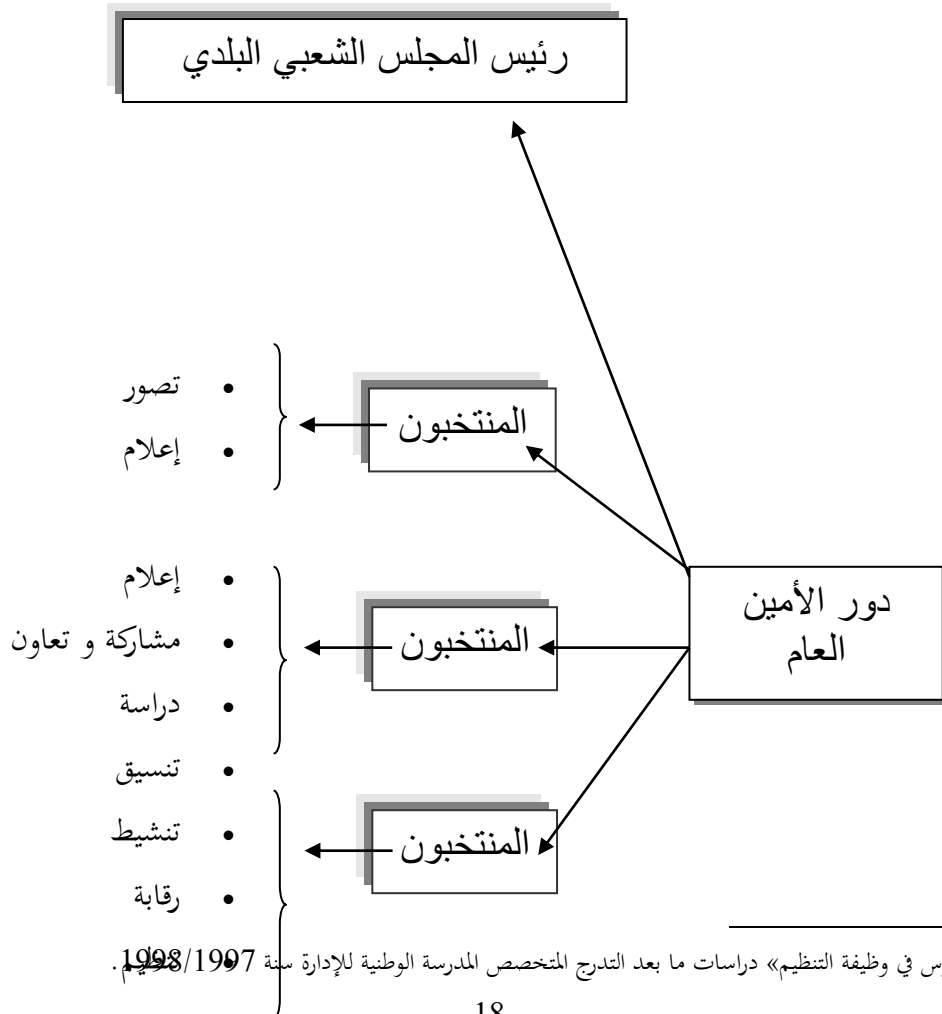 رئيس المجلس الشعبي البلدي
دور الأمين
العام
المنتخبون
• تصور
• إعلام
المنتخبون
• إعلام
• مشاركة و تعاون
• دراسة
المنتخبون
• تنسيق
• تنشيط
• رقابة
في وظيفة التنظيم» دراسات ما بعد التدرج المتخصص المدرسة الوطنية للإدارة سنة 1998/1997.
18